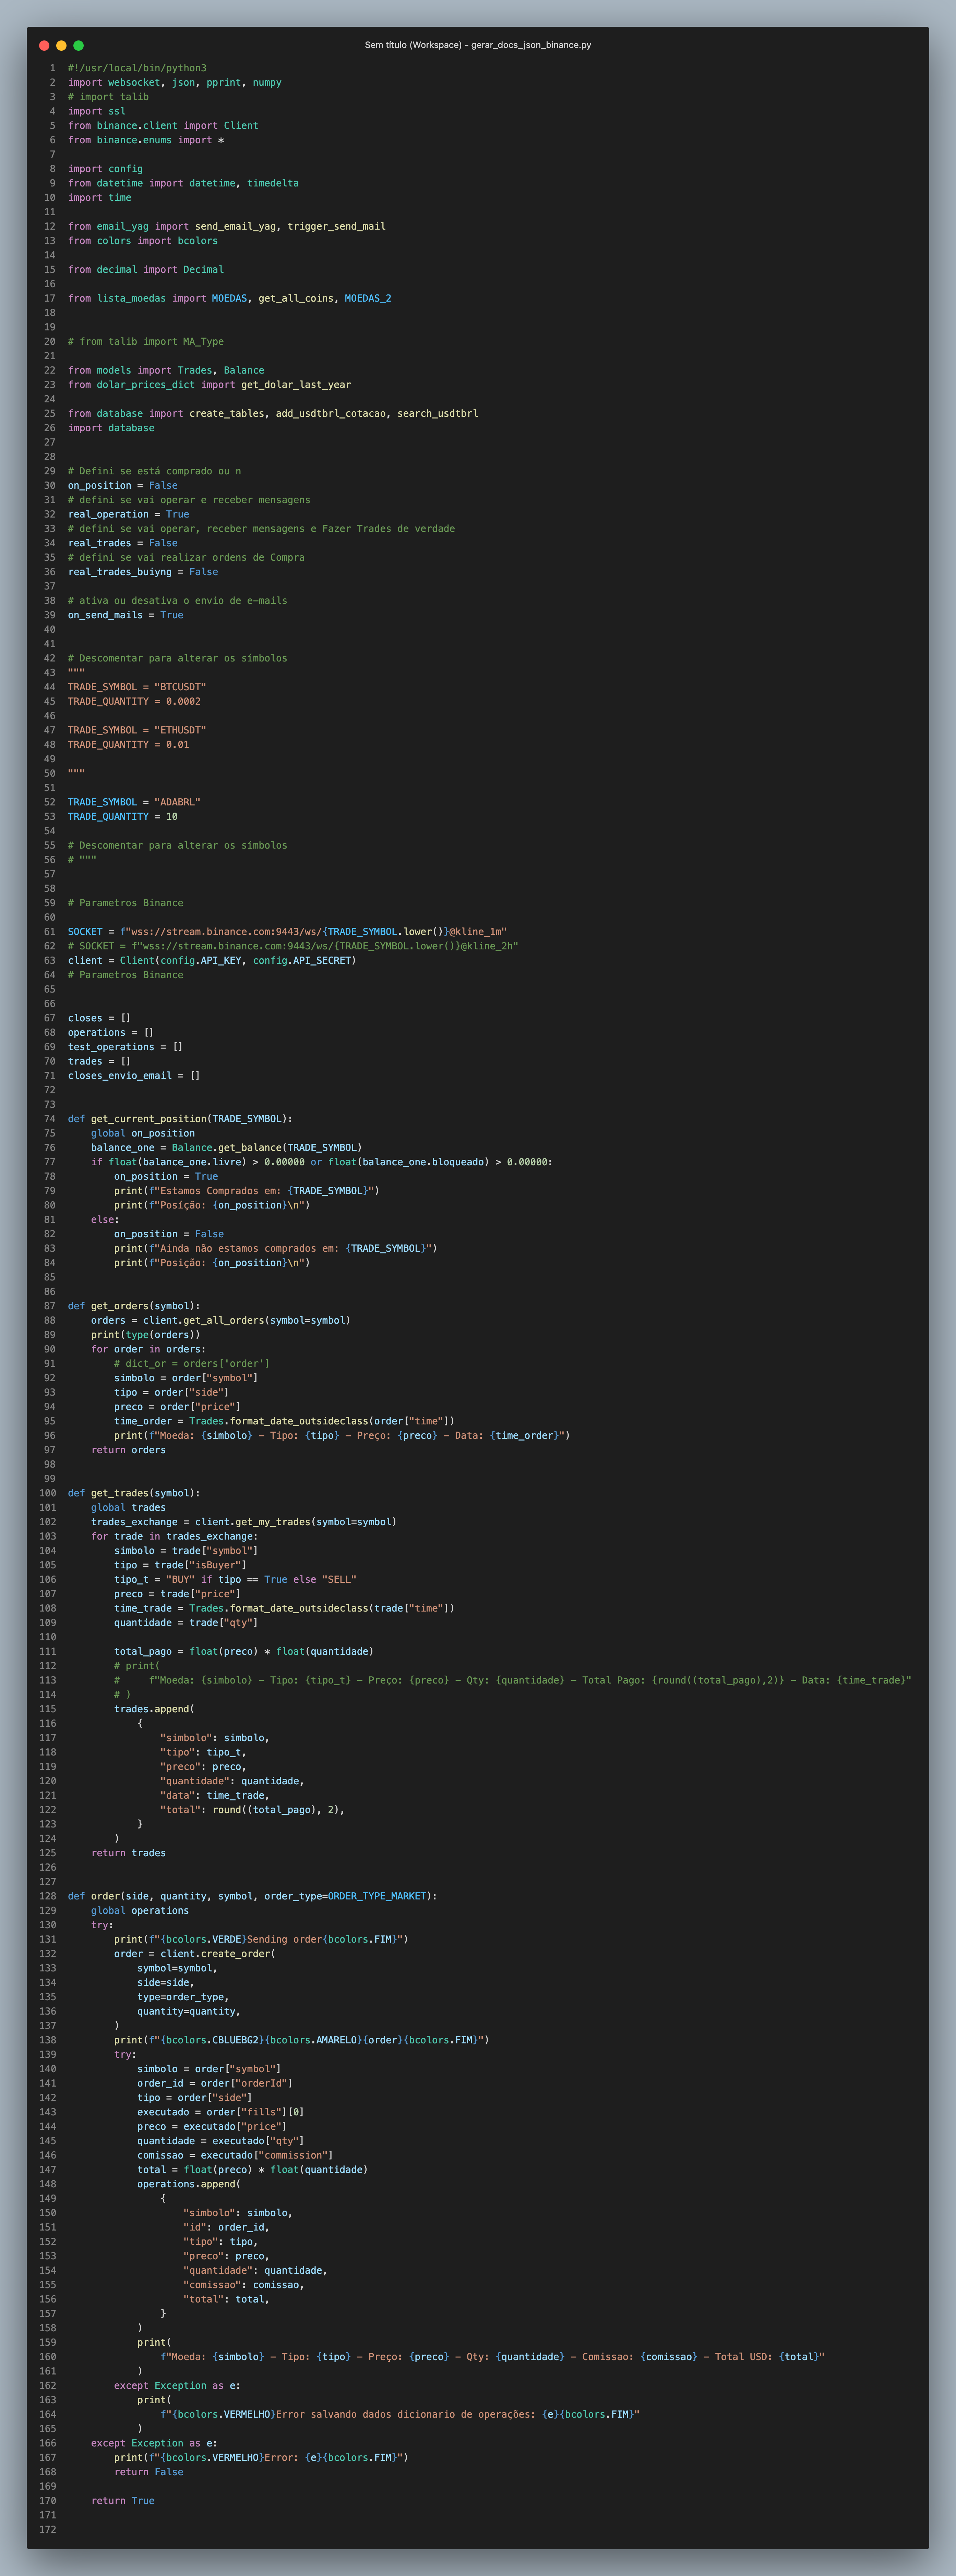 Sem título (Workspace) - gerar_docs_json_binance.py
1 #!/usr/local/bin/python3
2 import websocket, json, pprint, numpy
3 # import talib
4 import ssl
5 from binance.client import Client
6 from binance.enums import *
7
8 import config
9 from datetime import datetime, timedelta
10 import time
11
12 from email_yag import send_email_yag, trigger_send_mail
13 from colors import bcolors
14
15 from decimal import Decimal
16
17 from lista_moedas import MOEDAS, get_all_coins, MOEDAS_2
18
19
20 # from talib import MA_Type
21
22 from models import Trades, Balance
23 from dolar_prices_dict import get_dolar_last_year
24
25 from database import create_tables, add_usdtbrl_cotacao, search_usdtbrl
26 import database
27
28
29 # Defini se está comprado ou n
30 on_position = False
31 # defini se vai operar e receber mensagens
32 real_operation = True
33 # defini se vai operar, receber mensagens e Fazer Trades de verdade
34 real_trades = False
35 # defini se vai realizar ordens de Compra
36 real_trades_buiyng = False
37
38 # ativa ou desativa o envio de e-mails
39 on_send_mails = True
40
41
42 # Descomentar para alterar os símbolos
43 """
44 TRADE_SYMBOL = "BTCUSDT"
45 TRADE_QUANTITY = 0.0002
46
47 TRADE_SYMBOL = "ETHUSDT"
48 TRADE_QUANTITY = 0.01
49
50 """
51
52 TRADE_SYMBOL = "ADABRL"
53 TRADE_QUANTITY = 10
54
55 # Descomentar para alterar os símbolos
56 # """
57
58
59 # Parametros Binance
60
61 SOCKET = f"wss://stream.binance.com:9443/ws/{TRADE_SYMBOL.lower()}@kline_1m"
62 # SOCKET = f"wss://stream.binance.com:9443/ws/{TRADE_SYMBOL.lower()}@kline_2h"
63 client = Client(config.API_KEY, config.API_SECRET)
64 # Parametros Binance
65
66
67 closes = []
68 operations = []
69 test_operations = []
70 trades = []
71 closes_envio_email = []
72
73
74 def get_current_position(TRADE_SYMBOL):
75     global on_position
76     balance_one = Balance.get_balance(TRADE_SYMBOL)
77     if float(balance_one.livre) > 0.00000 or float(balance_one.bloqueado) > 0.00000:
78         on_position = True
79         print(f"Estamos Comprados em: {TRADE_SYMBOL}")
80         print(f"Posíção: {on_position}\n")
81     else:
82         on_position = False
83         print(f"Ainda não estamos comprados em: {TRADE_SYMBOL}")
84         print(f"Posição: {on_position}\n")
85
86
87 def get_orders(symbol):
88     orders = client.get_all_orders(symbol=symbol)
89     print(type(orders))
90     for order in orders:
91         # dict_or = orders['order']
92         simbolo = order["symbol"]
93         tipo = order["side"]
94         preco = order["price"]
95         time_order = Trades.format_date_outsideclass(order["time"])
96         print(f"Moeda: {simbolo} - Tipo: {tipo} - Preço: {preco} - Data: {time_order}")
97     return orders
98
99
100 def get_trades(symbol):
101     global trades
102     trades_exchange = client.get_my_trades(symbol=symbol)
103     for trade in trades_exchange:
104         simbolo = trade["symbol"]
105         tipo = trade["isBuyer"]
106         tipo_t = "BUY" if tipo == True else "SELL"
107         preco = trade["price"]
108         time_trade = Trades.format_date_outsideclass(trade["time"])
109         quantidade = trade["qty"]
110
111         total_pago = float(preco) * float(quantidade)
112         # print(
113         #     f"Moeda: {simbolo} - Tipo: {tipo_t} - Preço: {preco} - Qty: {quantidade} - Total Pago: {round((total_pago),2)} - Data: {time_trade}"
114         # )
115         trades.append(
116             {
117                 "simbolo": simbolo,
118                 "tipo": tipo_t,
119                 "preco": preco,
120                 "quantidade": quantidade,
121                 "data": time_trade,
122                 "total": round((total_pago), 2),
123             }
124         )
125     return trades
126
127
128 def order(side, quantity, symbol, order_type=ORDER_TYPE_MARKET):
129     global operations
130     try:
131         print(f"{bcolors.VERDE}Sending order{bcolors.FIM}")
132         order = client.create_order(
133             symbol=symbol,
134             side=side,
135             type=order_type,
136             quantity=quantity,
137         )
138         print(f"{bcolors.CBLUEBG2}{bcolors.AMARELO}{order}{bcolors.FIM}")
139         try:
140             simbolo = order["symbol"]
141             order_id = order["orderId"]
142             tipo = order["side"]
143             executado = order["fills"][0]
144             preco = executado["price"]
145             quantidade = executado["qty"]
146             comissao = executado["commission"]
147             total = float(preco) * float(quantidade)
148             operations.append(
149                 {
150                     "simbolo": simbolo,
151                     "id": order_id,
152                     "tipo": tipo,
153                     "preco": preco,
154                     "quantidade": quantidade,
155                     "comissao": comissao,
156                     "total": total,
157                 }
158             )
159             print(
160                 f"Moeda: {simbolo} - Tipo: {tipo} - Preço: {preco} - Qty: {quantidade} - Comissao: {comissao} - Total USD: {total}"
161             )
162         except Exception as e:
163             print(
164                 f"{bcolors.VERMELHO}Error salvando dados dicionario de operações: {e}{bcolors.FIM}"
165             )
166     except Exception as e:
167         print(f"{bcolors.VERMELHO}Error: {e}{bcolors.FIM}")
168         return False
169
170     return True
171
172